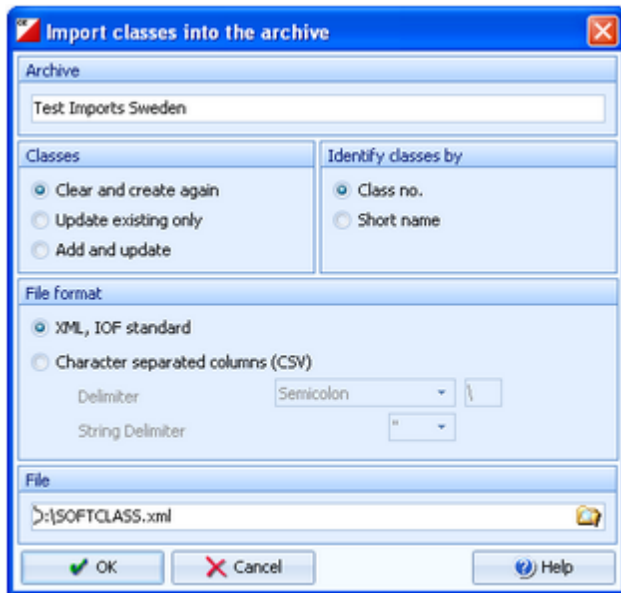 Import classes into the archive
Archive
Test Imports Sweden
Classes
Clear and create again
Update existing only
Add and update
Identify classes by
Class no.
Short name
File format
XML, IOF standard
Character separated columns (CSV)
Delimiter Semicolon \
String Delimiter "
File
:\SOFTCLASS.xml
OK Cancel Help